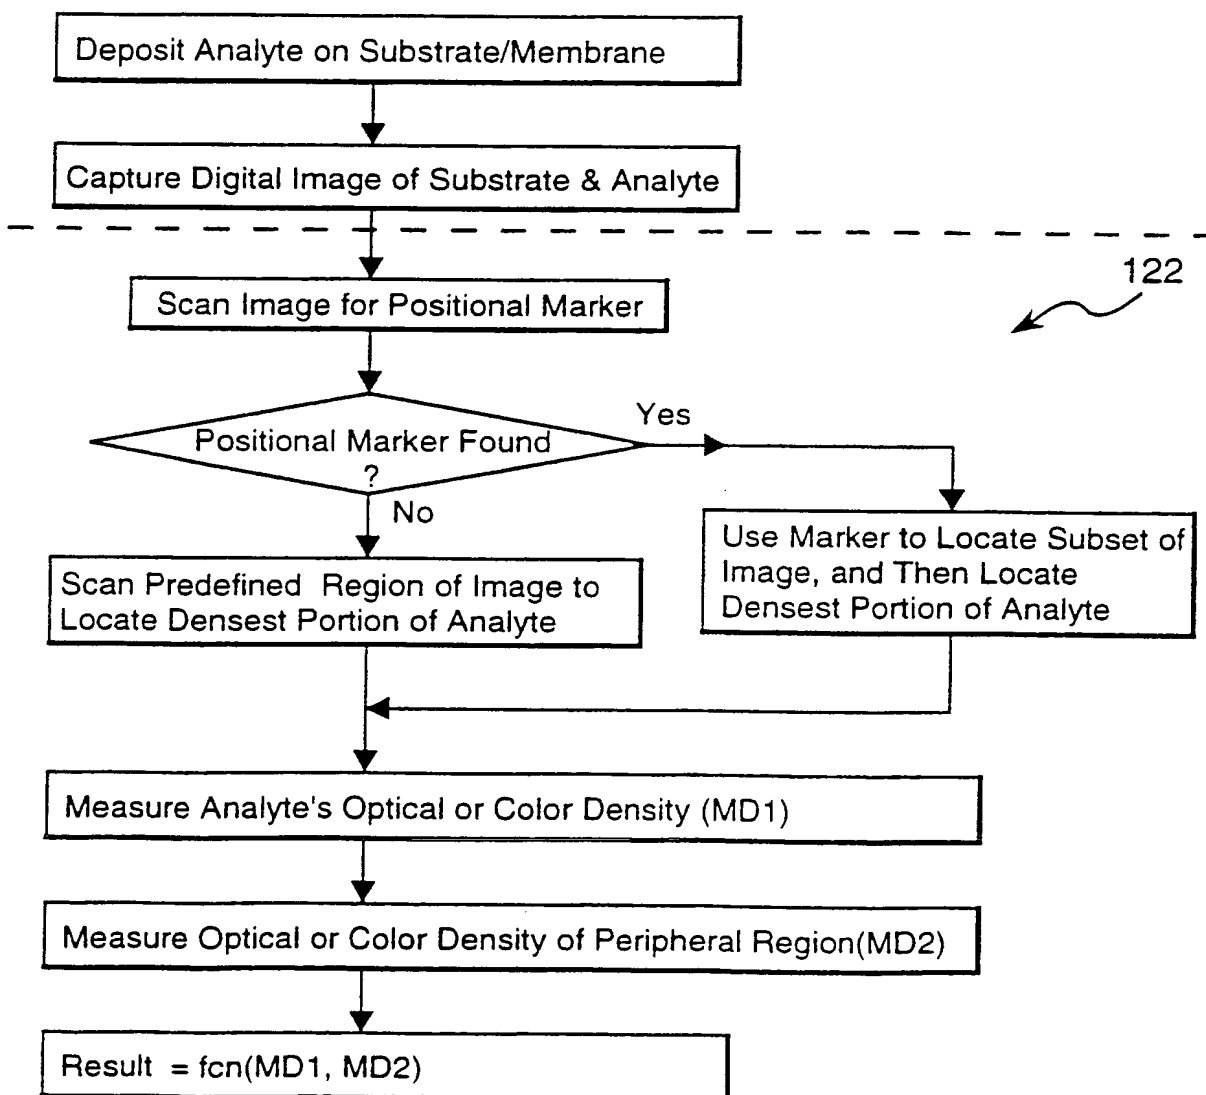 Deposit Analyte on Substrate/Membrane
Capture Digital Image of Substrate & Analyte
122
Scan Image for Positional Marker
Positional Marker Found
?
Yes
No
Use Marker to Locate Subset of
Image, and Then Locate
Densest Portion of Analyte
Scan Predefined Region of Image to
Locate Densest Portion of Analyte
Measure Analyte's Optical or Color Density (MD1)
Measure Optical or Color Density of Peripheral Region(MD2)
Result = fcn(MD1, MD2)